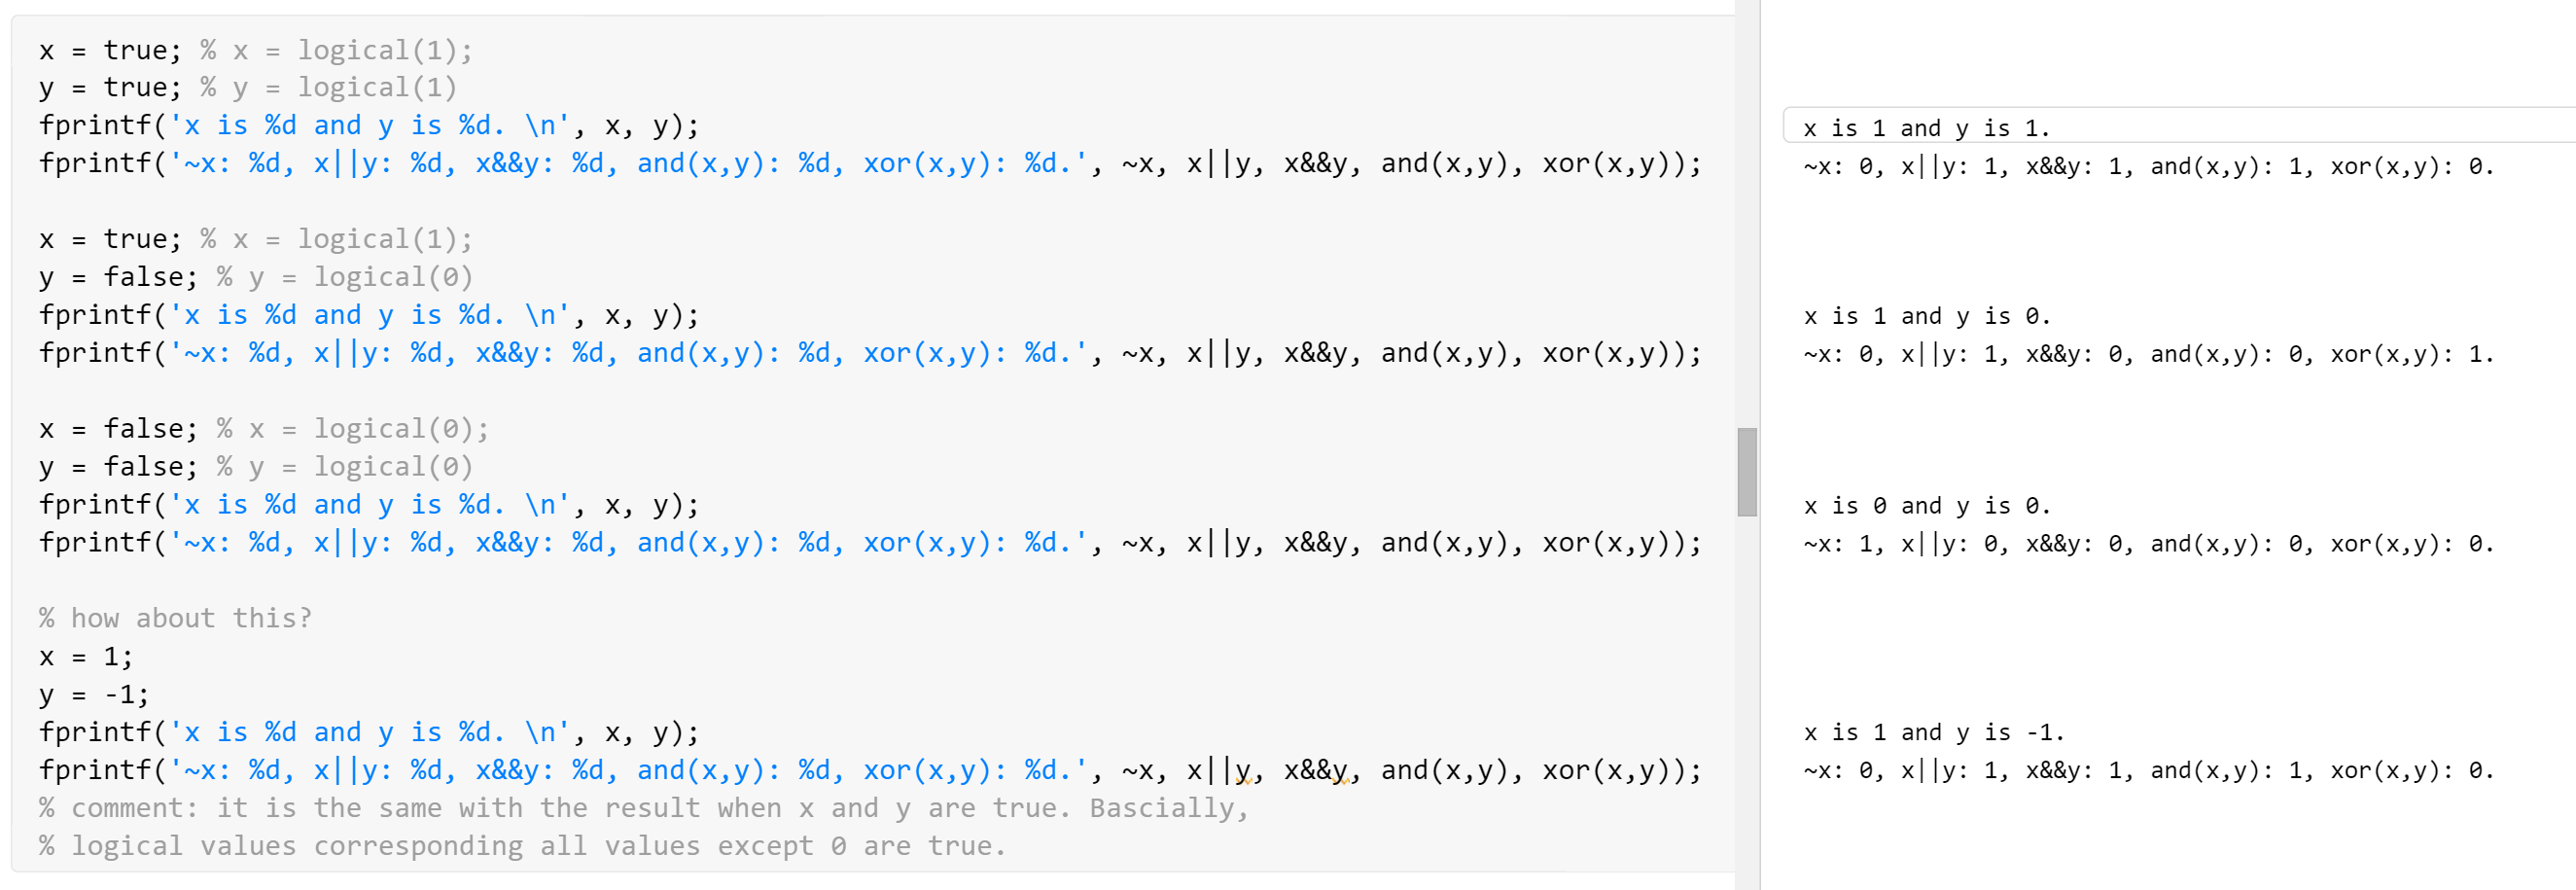 x = true; % x = logical(1);
y = true; % y = logical(1)
fprintf('x is %d and y is %d. \n', x, y);
fprintf('~x: %d, x||y: %d, x&&y: %d, and(x,y): %d, xor(x,y): %d.', ~x, x||y, x&&y, and(x,y), xor(x,y));
x = true; % x = logical(1);
y = false; % y = logical(0)
fprintf('x is %d and y is %d. \n', x, y);
fprintf('~x: %d, x||y: %d, x&&y: %d, and(x,y): %d, xor(x,y): %d.', ~x, x||y, x&&y, and(x,y), xor(x,y));
x = false; % x = logical(0);
y = false; % y = logical(0)
fprintf('x is %d and y is %d. \n', x, y);
fprintf('~x: %d, x||y: %d, x&&y: %d, and(x,y): %d, xor(x,y): %d.', ~x, x||y, x&&y, and(x,y), xor(x,y));
% how about this?
x = 1;
y = -1;
fprintf('x is %d and y is %d. \n', x, y);
fprintf('~x: %d, x||y: %d, x&&y: %d, and(x,y): %d, xor(x,y): %d.', ~x, x||y, x&&y, and(x,y), xor(x,y));
% comment: it is the same with the result when x and y are true. Bascially,
% logical values corresponding all values except 0 are true.
x is 1 and y is 1.
~x: 0, x||y: 1, x&&y: 1, and(x,y): 1, xor(x,y): 0.
x is 1 and y is 0.
~x: 0, x||y: 1, x&&y: 0, and(x,y): 0, xor(x,y): 1.
x is 0 and y is 0.
~x: 1, x||y: 0, x&&y: 0, and(x,y): 0, xor(x,y): 0.
x is 1 and y is -1.
~x: 0, x||y: 1, x&&y: 1, and(x,y): 1, xor(x,y): 0.